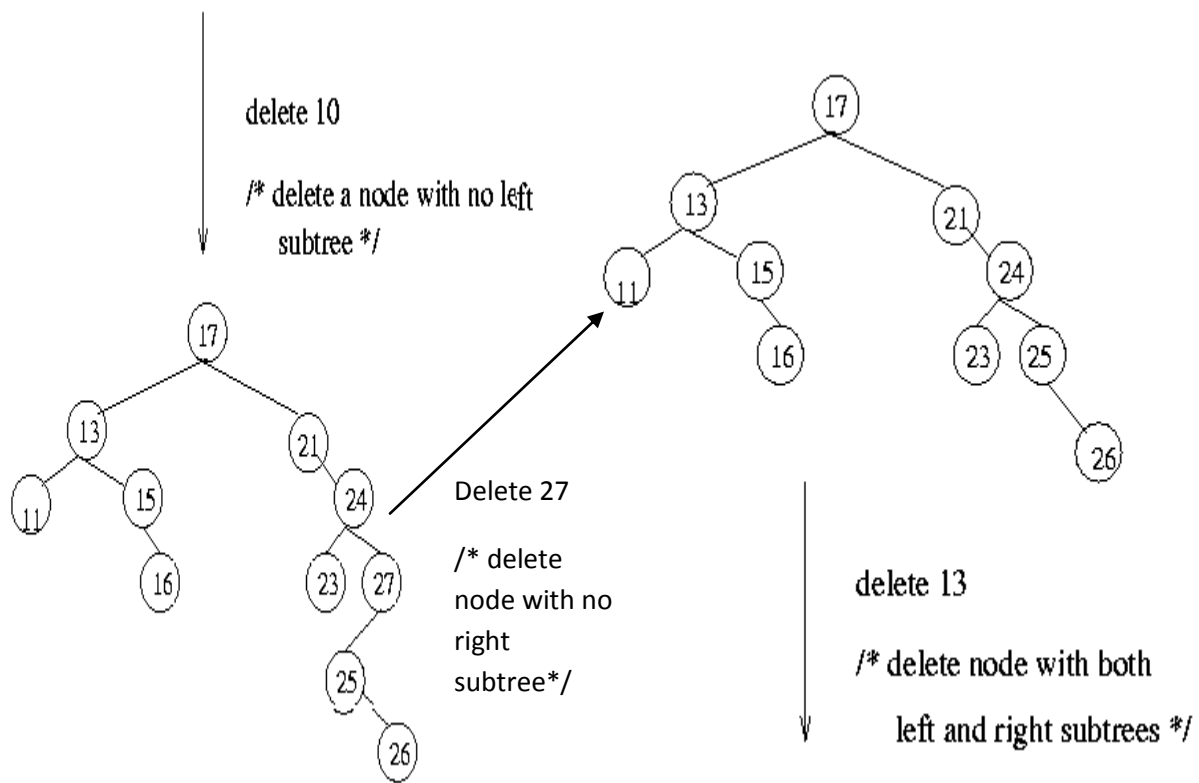 delete 10
/* delete a node with no left
subtree */
17
13
21
11
15
24
16
23
27
25
26
Delete 27
/* delete
node with no
right
subtree*/
17
13
21
11
15
24
16
23
25
26
delete 13
/* delete node with both
left and right subtrees */